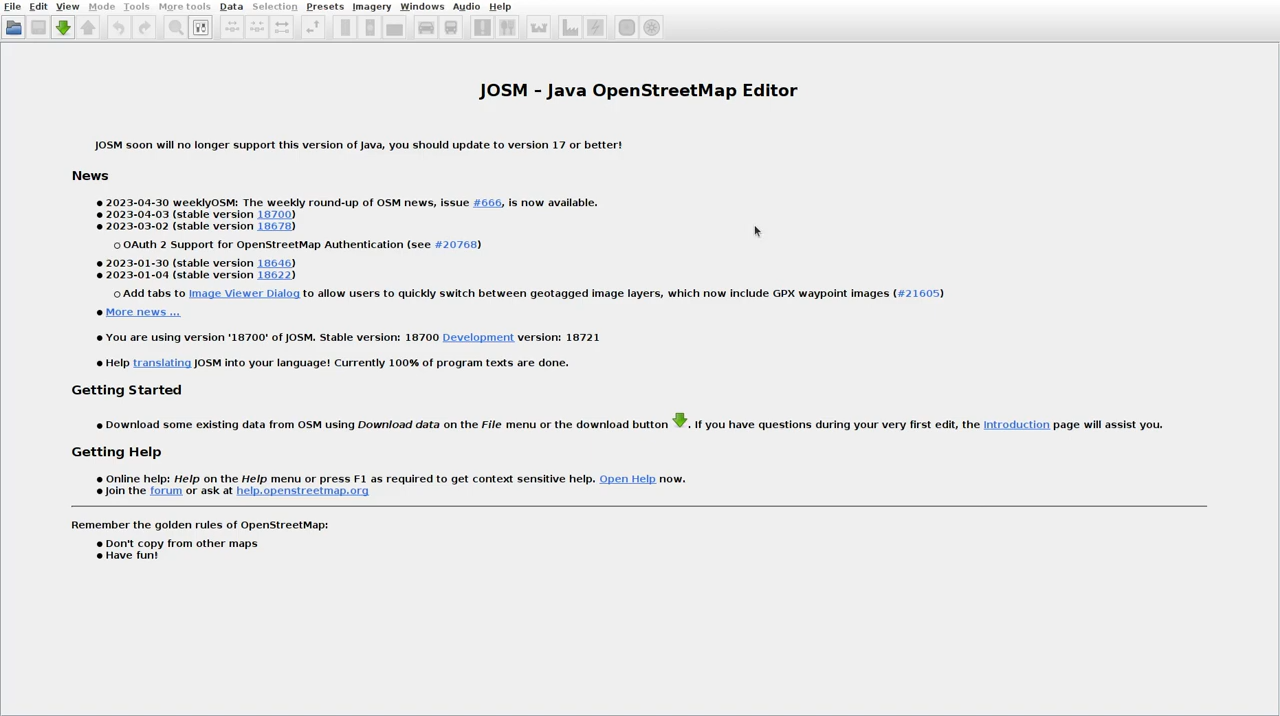 File Edit View Mode Tools More tools Data Selection Presets Imagery Windows Audio Help
JOSM – Java OpenStreetMap Editor
JOSM soon will no longer support this version of Java, you should update to version 17 or better!
News
● 2023-04-30 weeklyOSM: The weekly round-up of OSM news, issue #666, is now available.
● 2023-04-03 (stable version 18700)
● 2023-03-02 (stable version 18678)
○ OAuth 2 Support for OpenStreetMap Authentication (see #20768)
● 2023-01-30 (stable version 18646)
● 2023-01-04 (stable version 18622)
○ Add tabs to Image Viewer Dialog to allow users to quickly switch between geotagged image layers, which now include GPX waypoint images (#21605)
● More news ...
● You are using version '18700' of JOSM. Stable version: 18700 Development version: 18721
● Help translating JOSM into your language! Currently 100% of program texts are done.
Getting Started
● Download some existing data from OSM using Download data on the File menu or the download button . If you have questions during your very first edit, the Introduction page will assist you.
Getting Help
● Online help: Help on the Help menu or press F1 as required to get context sensitive help. Open Help now.
● Join the forum or ask at help.openstreetmap.org
Remember the golden rules of OpenStreetMap:
● Don't copy from other maps
● Have fun!